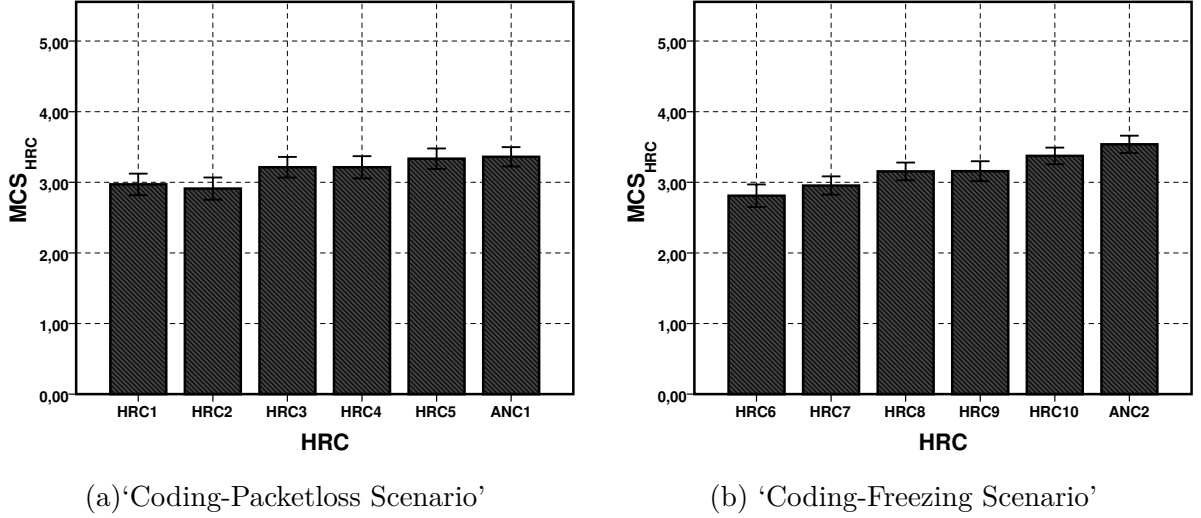 5,00
4,00
3,00
2,00
1,00
0,00
MCS_HRC
HRC1 HRC2 HRC3 HRC4 HRC5 ANC1
HRC
(a)‘Coding-Packetloss Scenario’
5,00
4,00
3,00
2,00
1,00
0,00
MCS_HRC
HRC6 HRC7 HRC8 HRC9 HRC10 ANC2
HRC
(b) ‘Coding-Freezing Scenario’